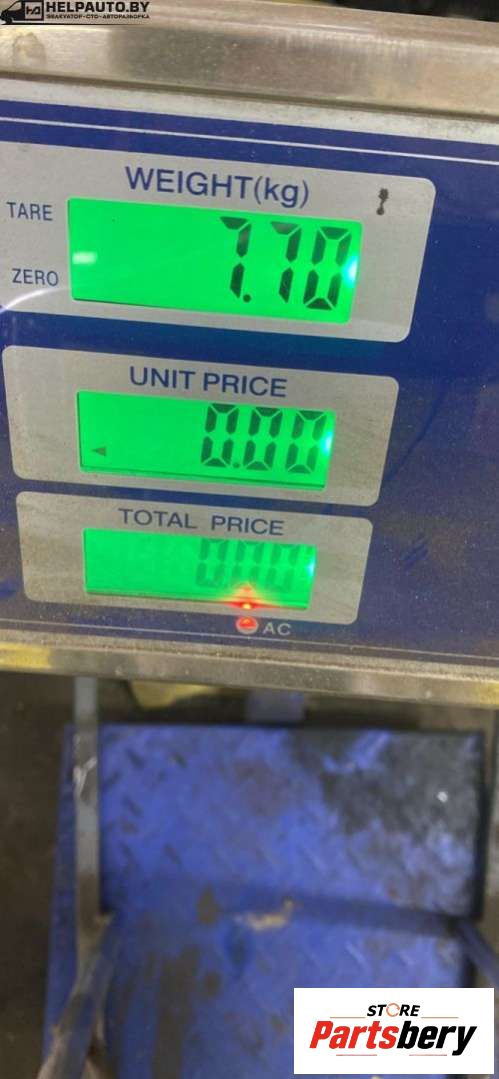 HELPAUTO.BY
ЭВАКУАТОР-СТО-АВТОРАЗБОРКА
WEIGHT(kg)
TARE
7.70
ZERO
UNIT PRICE
0.00
TOTAL PRICE
0.00
AC
STORE
Partsbery